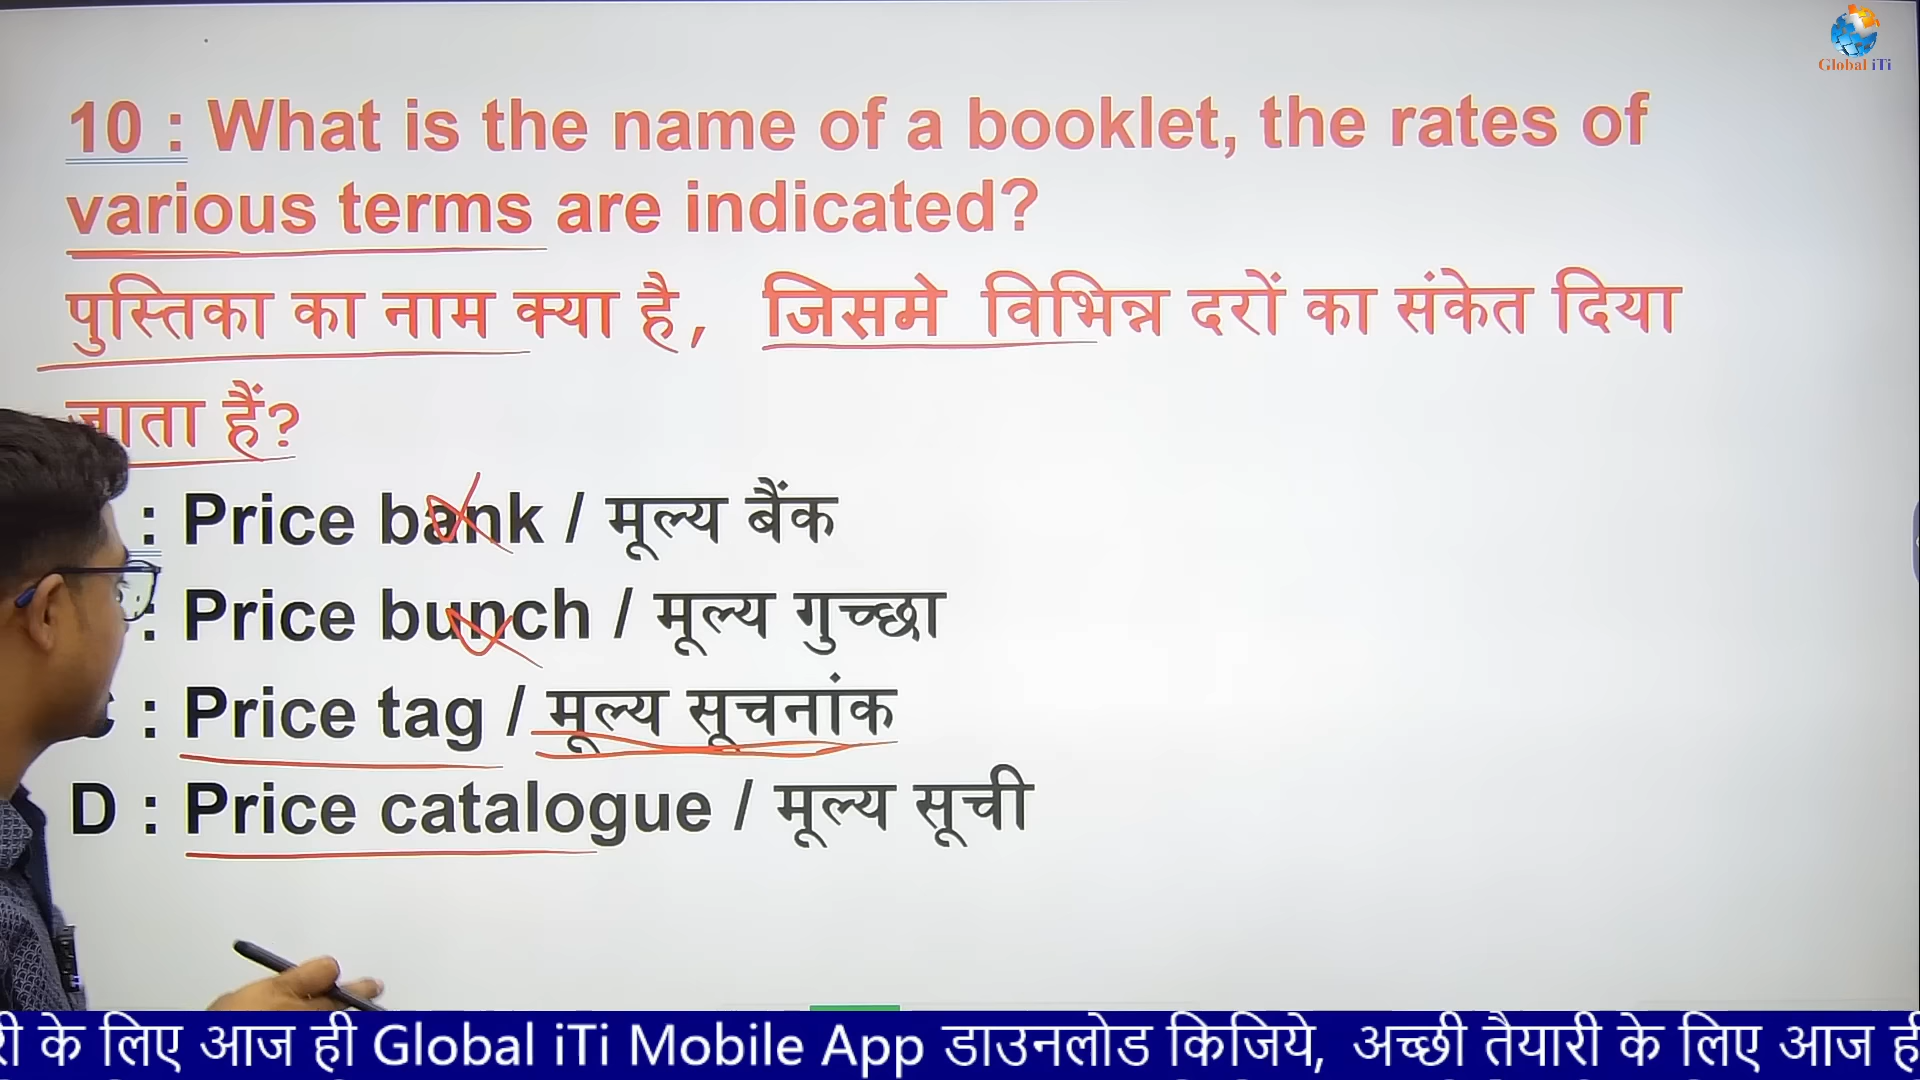 Global iTi
10 : What is the name of a booklet, the rates of
various terms are indicated?
पुस्तिका का नाम क्या है, जिसमे विभिन्न दरों का संकेत दिया
जाता हैं?
: Price bank / मूल्य बैंक
: Price bunch / मूल्य गुच्छा
: Price tag / मूल्य सूचनांक
D : Price catalogue / मूल्य सूची
के लिए आज ही Global iTi Mobile App डाउनलोड किजिये, अच्छी तैयारी के लिए आज ही